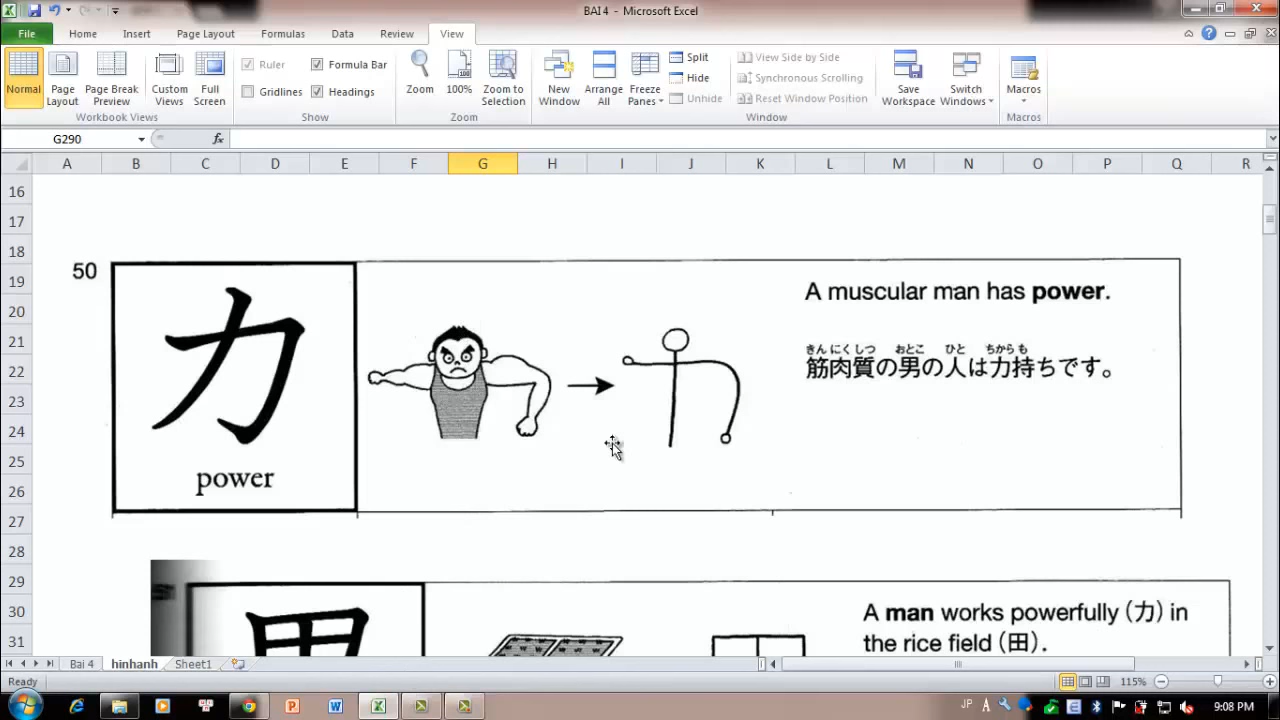 BAI 4 - Microsoft Excel
File Home Insert Page Layout Formulas Data Review View
Normal
Page Layout
Page Break Preview
Custom Views
Full Screen
Workbook Views
Ruler
Formula Bar
Gridlines
Headings
Show
Zoom
100%
Zoom to Selection
Zoom
New Window
Arrange All
Freeze Panes
Split
Hide
Unhide
View Side by Side
Synchronous Scrolling
Reset Window Position
Window
Save Workspace
Switch Windows
Macros
Macros
G290
fx
A B C D E F G H I J K L M N O P Q R
16
17
18
19
20
21
22
23
24
25
26
27
28
29
30
31
50
力
power
A muscular man has power.
きん にく しつ おとこ ひと ちから も
筋肉質の男の人は力持ちです。
男
A man works powerfully (力) in
the rice field (田).
Bai 4 hinhanh Sheet1
Ready
115%
JP
9:08 PM